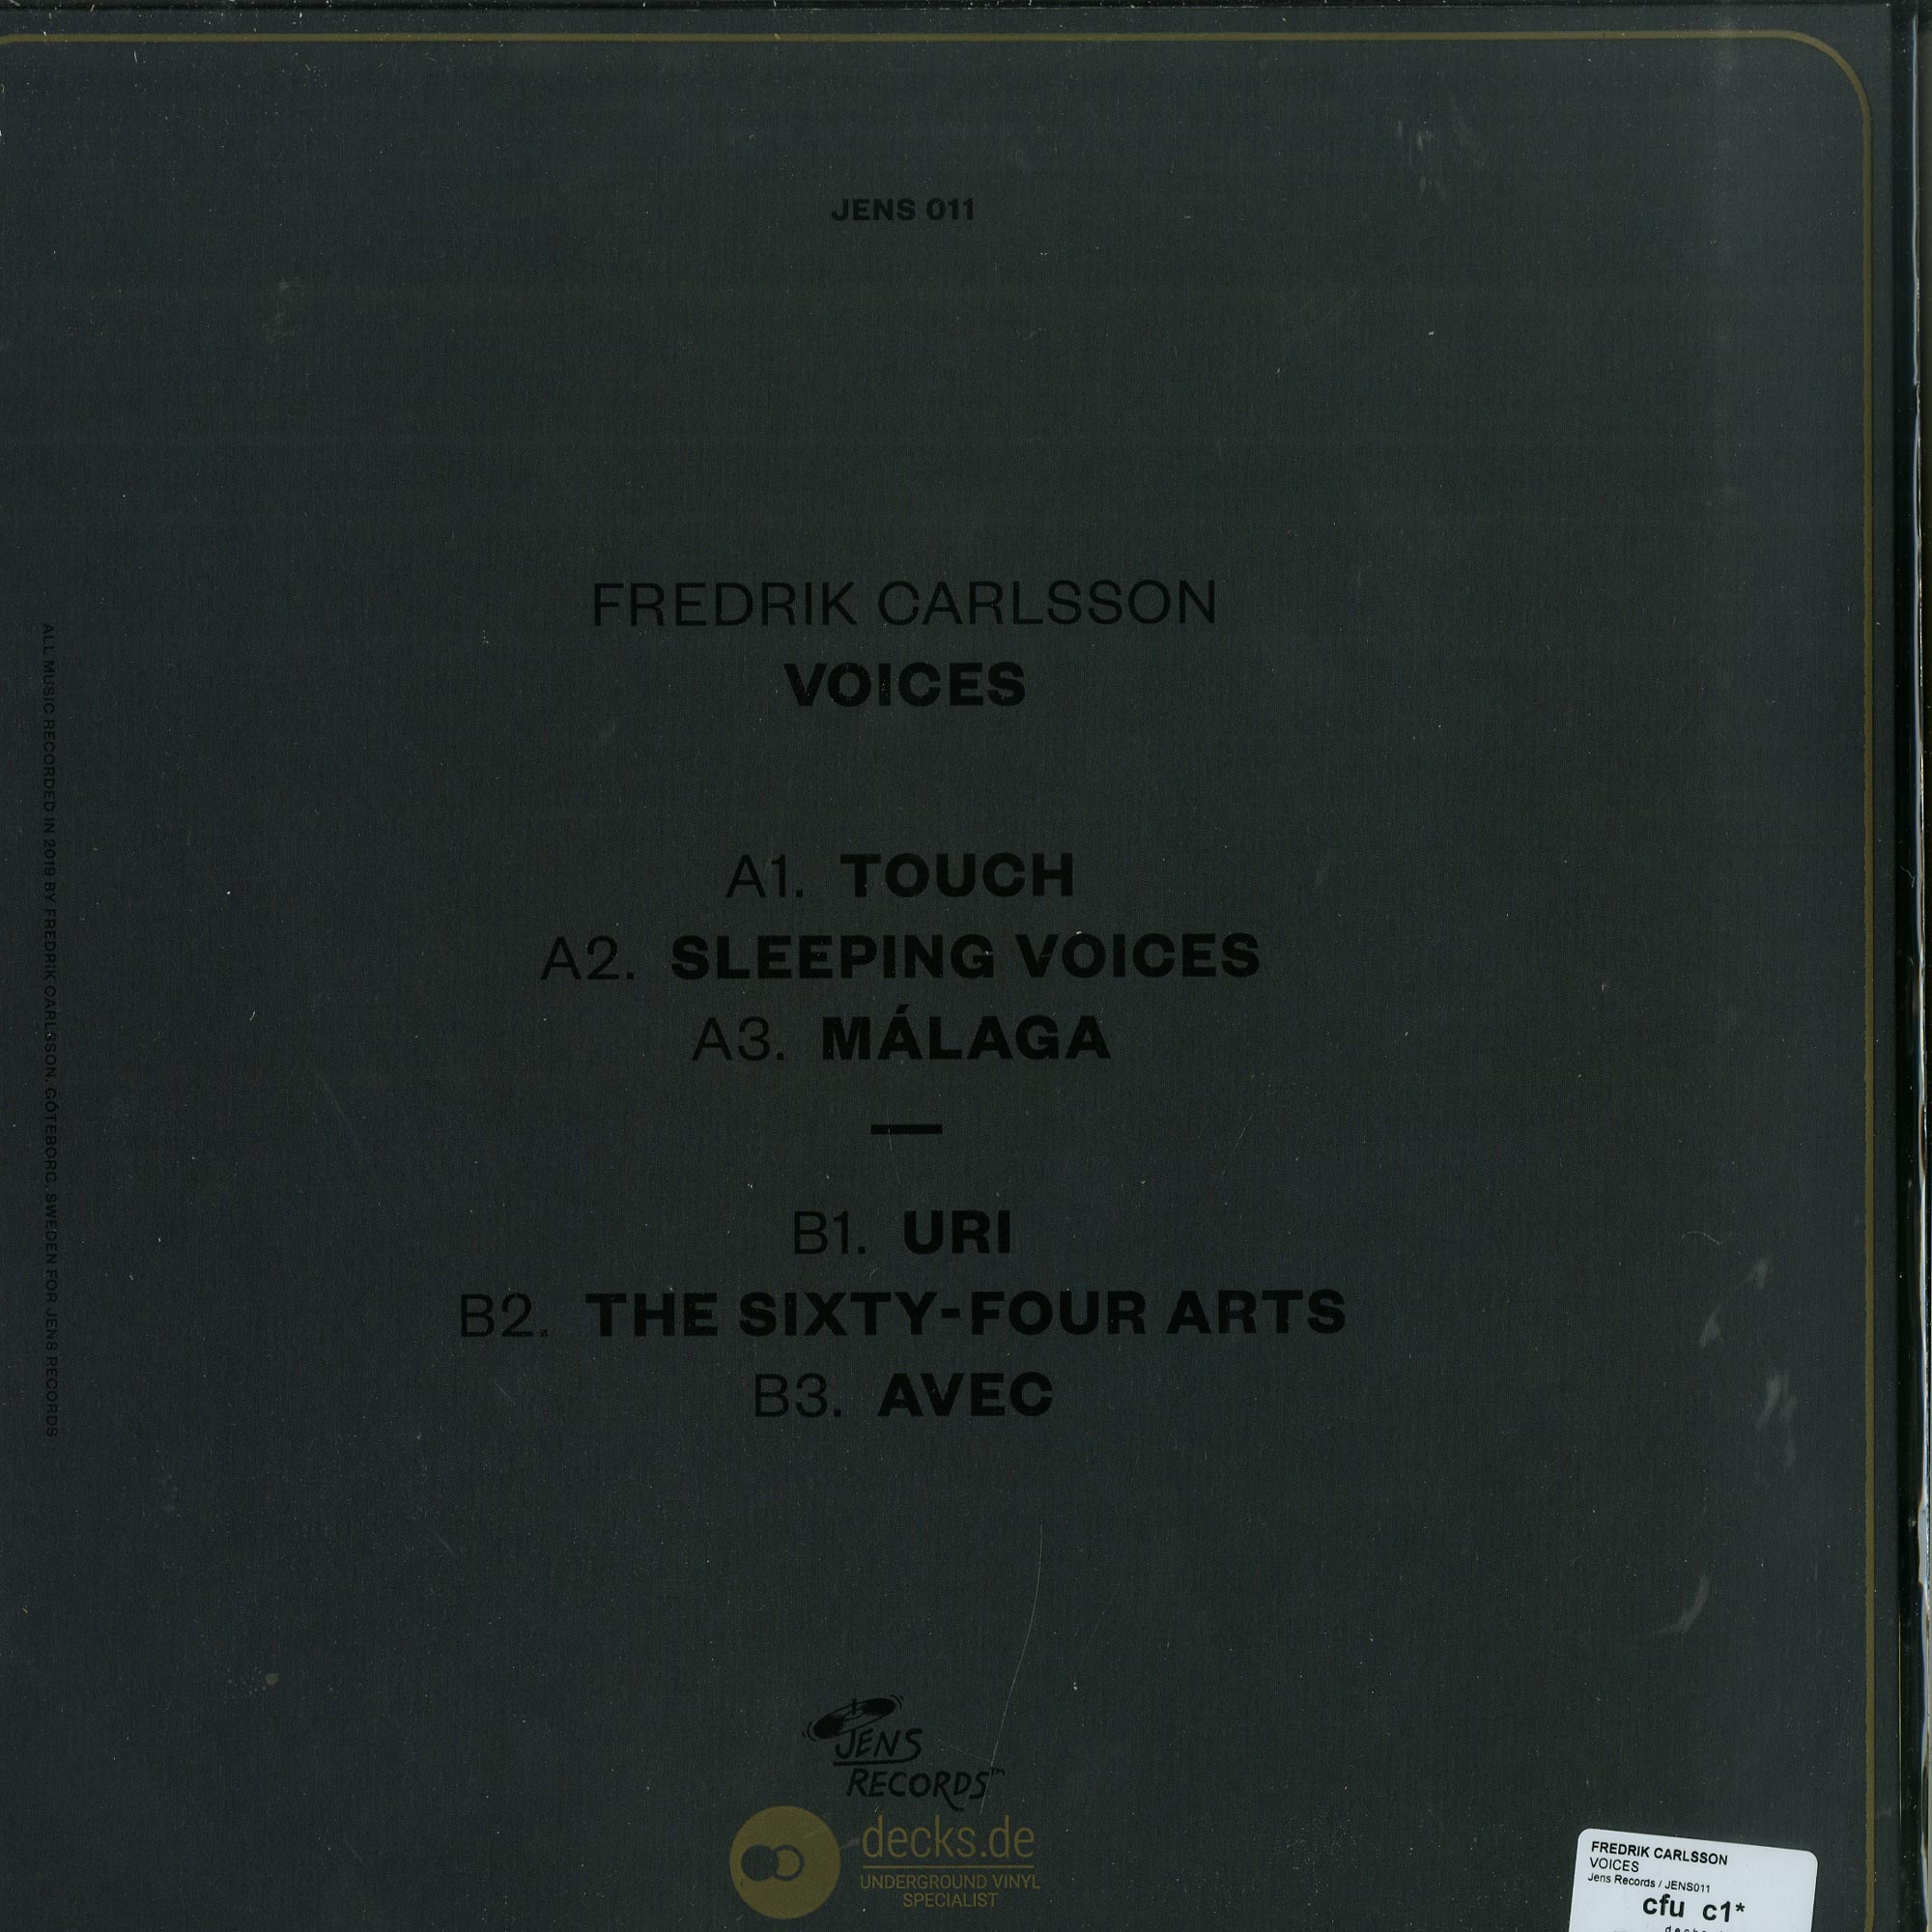 JENS 011
FREDRIK CARLSSON
VOICES
A1. TOUCH
A2. SLEEPING VOICES
A3. MÁLAGA
B1. URI
B2. THE SIXTY-FOUR ARTS
B3. AVEC
ALL MUSIC RECORDED IN 2019 BY FREDRIK CARLSSON, GÖTEBORG, SWEDEN FOR JENS RECORDS
JENS
RECORDS™
decks.de
UNDERGROUND VINYL
SPECIALIST
FREDRIK CARLSSON
VOICES
Jens Records / JENS011
cfu c1*